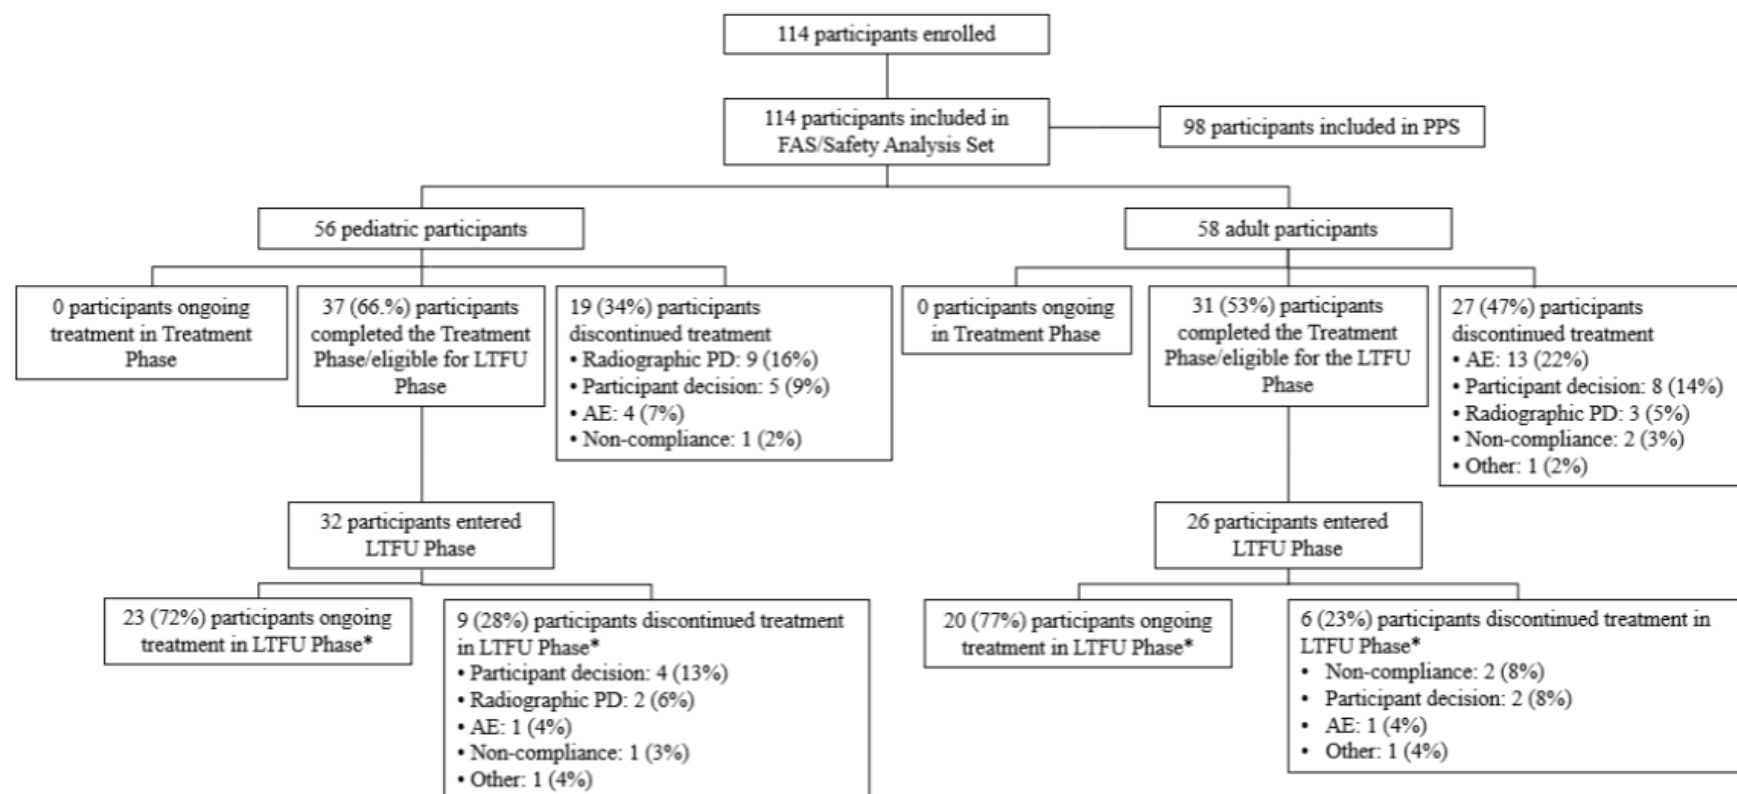 114 participants enrolled
114 participants included in
FAS/Safety Analysis Set
98 participants included in PPS
56 pediatric participants
58 adult participants
0 participants ongoing
treatment in Treatment
Phase
37 (66.%) participants
completed the Treatment
Phase/eligible for LTFU
Phase
19 (34%) participants
discontinued treatment
• Radiographic PD: 9 (16%)
• Participant decision: 5 (9%)
• AE: 4 (7%)
• Non-compliance: 1 (2%)
0 participants ongoing
in Treatment Phase
31 (53%) participants
completed the Treatment
Phase/eligible for the LTFU
Phase
27 (47%) participants
discontinued treatment
• AE: 13 (22%)
• Participant decision: 8 (14%)
• Radiographic PD: 3 (5%)
• Non-compliance: 2 (3%)
• Other: 1 (2%)
32 participants entered
LTFU Phase
26 participants entered
LTFU Phase
23 (72%) participants ongoing
treatment in LTFU Phase*
9 (28%) participants discontinued treatment
in LTFU Phase*
• Participant decision: 4 (13%)
• Radiographic PD: 2 (6%)
• AE: 1 (4%)
• Non-compliance: 1 (3%)
• Other: 1 (4%)
20 (77%) participants ongoing
treatment in LTFU Phase*
6 (23%) participants discontinued treatment in
LTFU Phase*
• Non-compliance: 2 (8%)
• Participant decision: 2 (8%)
• AE: 1 (4%)
• Other: 1 (4%)